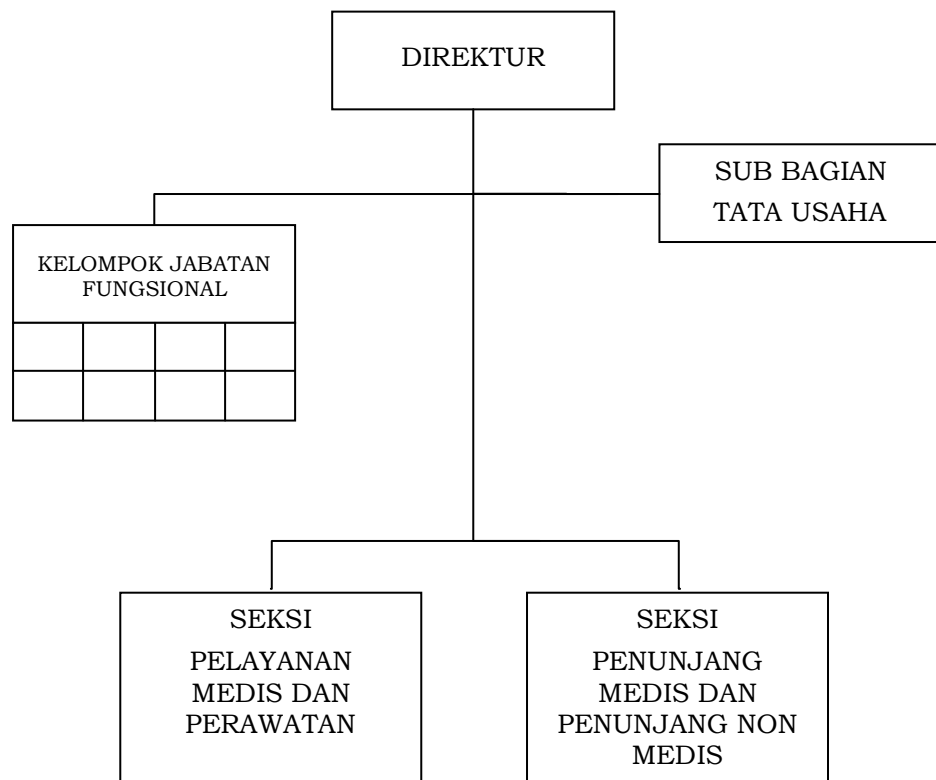 DIREKTUR
SUB BAGIAN
TATA USAHA
KELOMPOK JABATAN
FUNGSIONAL
SEKSI
PELAYANAN
MEDIS DAN
PERAWATAN
SEKSI
PENUNJANG
MEDIS DAN
PENUNJANG NON
MEDIS